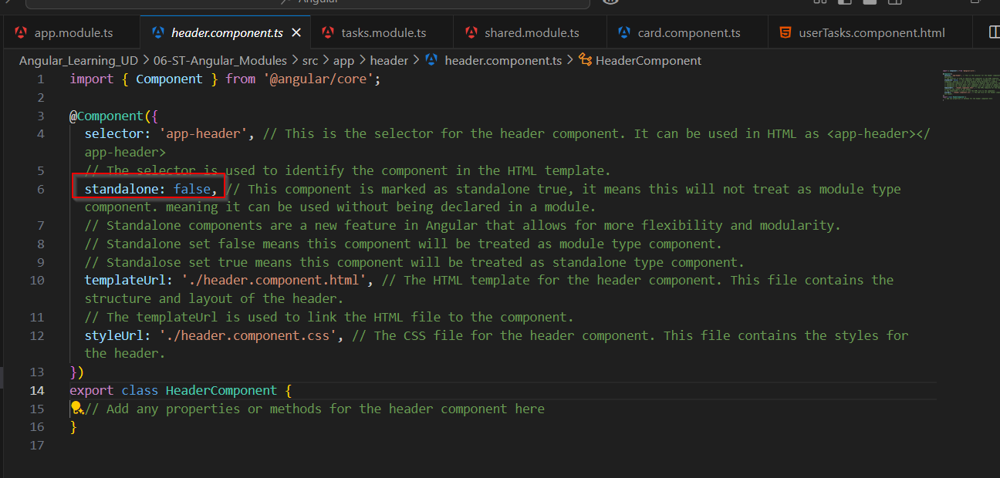 Angular
app.module.ts
header.component.ts
tasks.module.ts
shared.module.ts
card.component.ts
userTasks.component.html
Angular_Learning_UD > 06-ST-Angular_Modules > src > app > header > header.component.ts > HeaderComponent
1 import { Component } from '@angular/core';
2
3 @Component({
4 selector: 'app-header', // This is the selector for the header component. It can be used in HTML as <app-header></
app-header>
5 // The selector is used to identify the component in the HTML template.
6 standalone: false, // This component is marked as standalone true, it means this will not treat as module type
component. meaning it can be used without being declared in a module.
7 // Standalone components are a new feature in Angular that allows for more flexibility and modularity.
8 // Standalone set false means this component will be treated as module type component.
9 // Standalose set true means this component will be treated as standalone type component.
10 templateUrl: './header.component.html', // The HTML template for the header component. This file contains the
structure and layout of the header.
11 // The templateUrl is used to link the HTML file to the component.
12 styleUrl: './header.component.css', // The CSS file for the header component. This file contains the styles for
the header.
13 })
14 export class HeaderComponent {
15 // Add any properties or methods for the header component here
16 }
17